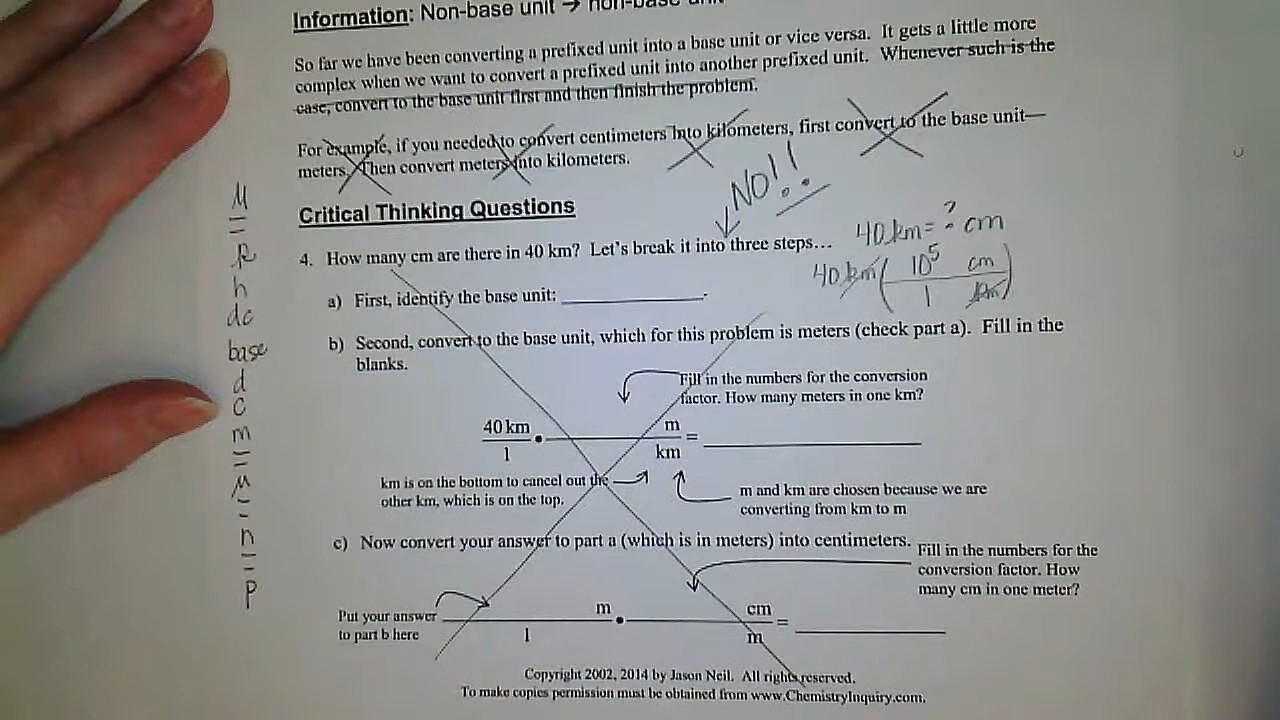 Information: Non-base unit → non-base unit
So far we have been converting a prefixed unit into a base unit or vice versa. It gets a little more
complex when we want to convert a prefixed unit into another prefixed unit. Whenever such is the
case, convert to the base unit first and then finish the problem.
For example, if you needed to convert centimeters into kilometers, first convert to the base unit—
meters. Then convert meters into kilometers.
NO!!
Critical Thinking Questions
4. How many cm are there in 40 km? Let's break it into three steps…
40 km = ? cm
40 km ( 10⁵ cm
1 km )
a) First, identify the base unit: ____________.
b) Second, convert to the base unit, which for this problem is meters (check part a). Fill in the
blanks.
Fill in the numbers for the conversion
factor. How many meters in one km?
40 km • m =
1 km
km is on the bottom to cancel out the
other km, which is on the top.
m and km are chosen because we are
converting from km to m
c) Now convert your answer to part a (which is in meters) into centimeters.
Fill in the numbers for the
conversion factor. How
many cm in one meter?
Put your answer
to part b here
m • cm =
1 m
Copyright 2002, 2014 by Jason Neil. All rights reserved.
To make copies permission must be obtained from www.ChemistryInquiry.com.
M
–
–
k
h
da
base
d
c
m
–
–
μ
–
–
n
–
–
p